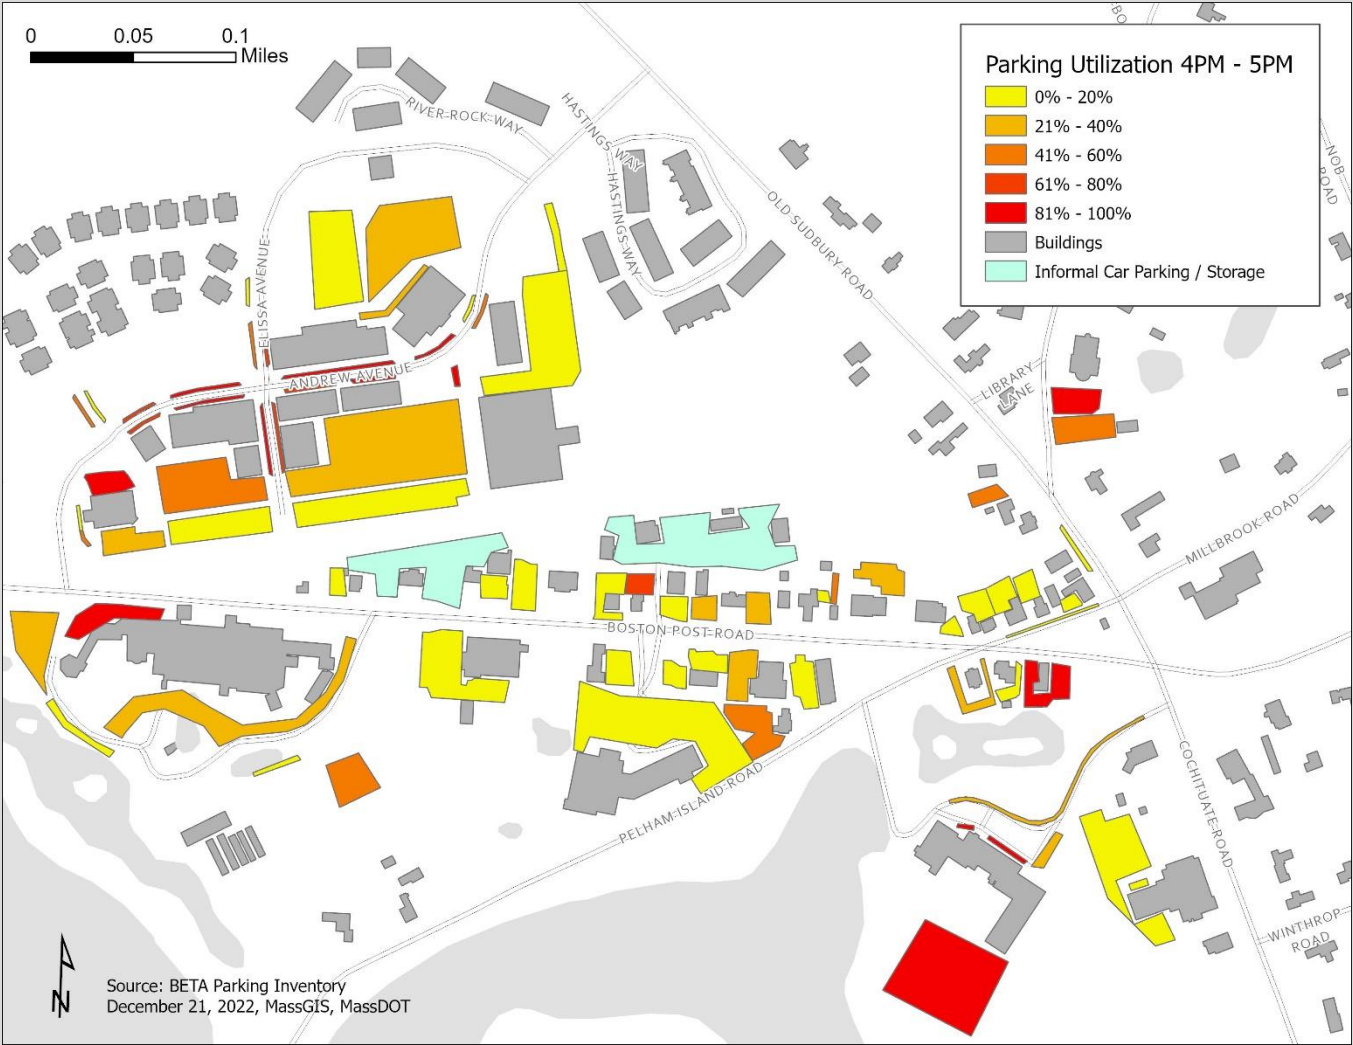 0 0.05 0.1
Miles
Parking Utilization 4PM - 5PM
0% - 20%
21% - 40%
41% - 60%
61% - 80%
81% - 100%
Buildings
Informal Car Parking / Storage
RIVER ROCK WAY
HASTINGS WAY
HASTINGS WAY
OLD SUDBURY ROAD
NOB
ROAD
ELISSA AVENUE
ANDREW AVENUE
LIBRARY
LANE
MILLBROOK ROAD
BOSTON POST ROAD
PELHAM ISLAND ROAD
COCHITUATE ROAD
WINTHROP
ROAD
N
Source: BETA Parking Inventory
December 21, 2022, MassGIS, MassDOT